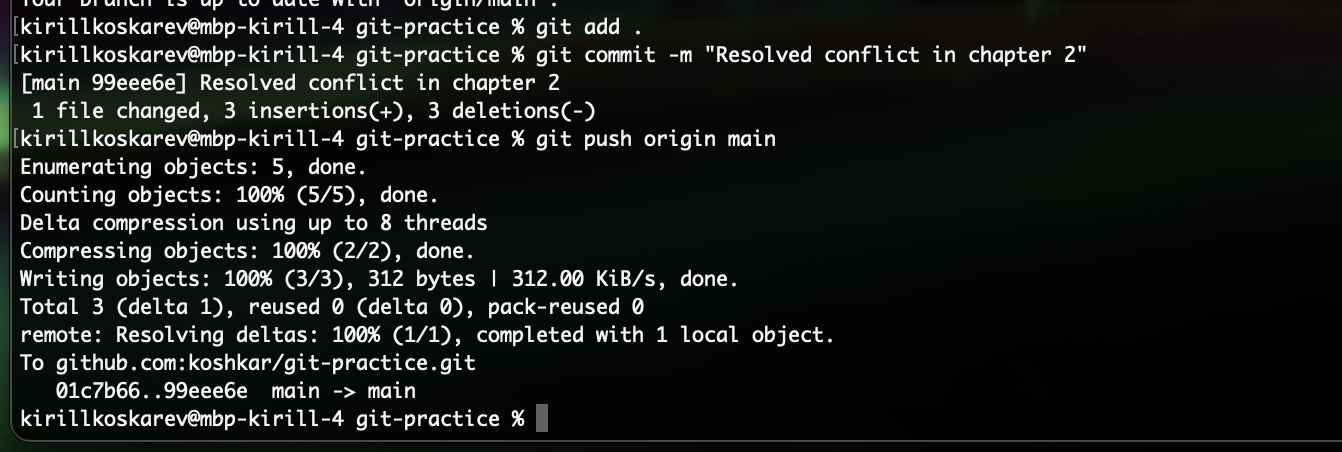 Your branch is up to date with 'origin/main'.
[kirillkoskarev@mbp-kirill-4 git-practice % git add .
[kirillkoskarev@mbp-kirill-4 git-practice % git commit -m "Resolved conflict in chapter 2"
[main 99eee6e] Resolved conflict in chapter 2
 1 file changed, 3 insertions(+), 3 deletions(-)
[kirillkoskarev@mbp-kirill-4 git-practice % git push origin main
Enumerating objects: 5, done.
Counting objects: 100% (5/5), done.
Delta compression using up to 8 threads
Compressing objects: 100% (2/2), done.
Writing objects: 100% (3/3), 312 bytes | 312.00 KiB/s, done.
Total 3 (delta 1), reused 0 (delta 0), pack-reused 0
remote: Resolving deltas: 100% (1/1), completed with 1 local object.
To github.com:koshkar/git-practice.git
   01c7b66..99eee6e  main -> main
kirillkoskarev@mbp-kirill-4 git-practice %